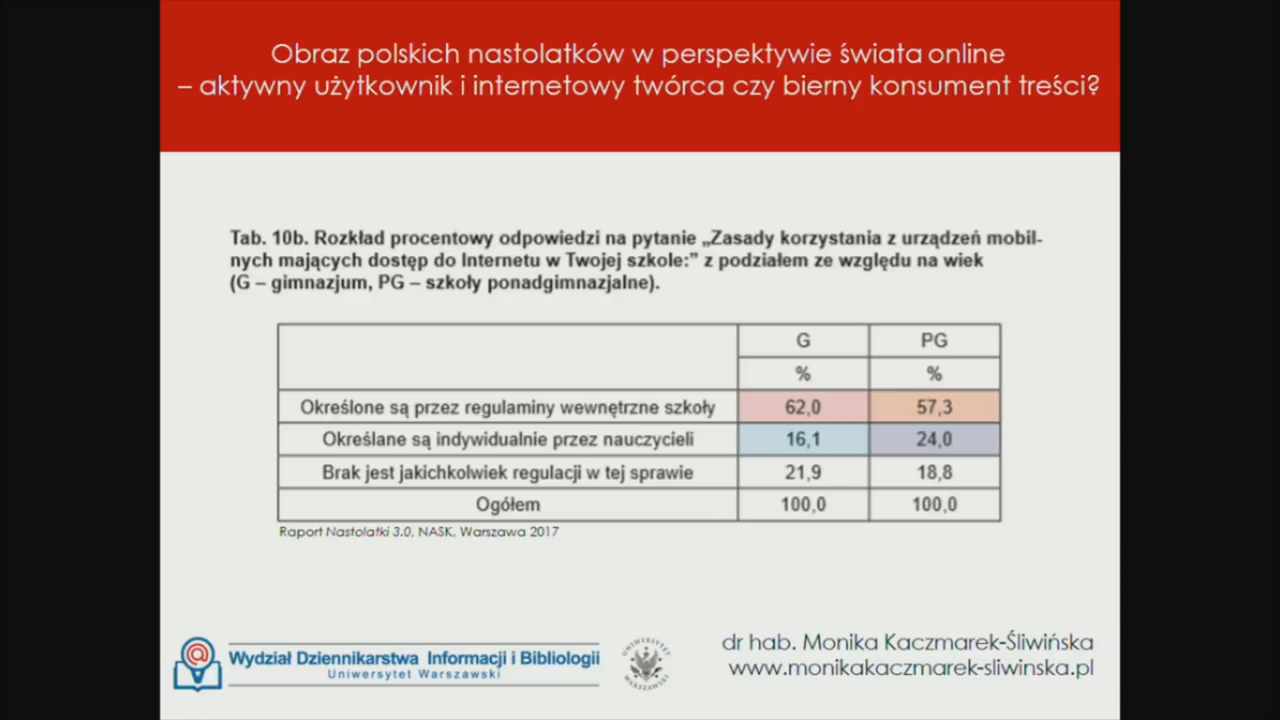 Obraz polskich nastolatków w perspektywie świata online
– aktywny użytkownik i internetowy twórca czy bierny konsument treści?
Tab. 10b. Rozkład procentowy odpowiedzi na pytanie „Zasady korzystania z urządzeń mobil-
nych mających dostęp do Internetu w Twojej szkole:” z podziałem ze względu na wiek
(G – gimnazjum, PG – szkoły ponadgimnazjalne).
G PG
% %
Określone są przez regulaminy wewnętrzne szkoły 62,0 57,3
Określane są indywidualnie przez nauczycieli 16,1 24,0
Brak jest jakichkolwiek regulacji w tej sprawie 21,9 18,8
Ogółem 100,0 100,0
Raport Nastolatki 3.0, NASK, Warszawa 2017
Wydział Dziennikarstwa Informacji i Bibliologii
Uniwersytet Warszawski
UNIWERSYTET WARSZAWSKI
dr hab. Monika Kaczmarek-Śliwińska
www.monikakaczmarek-sliwinska.pl